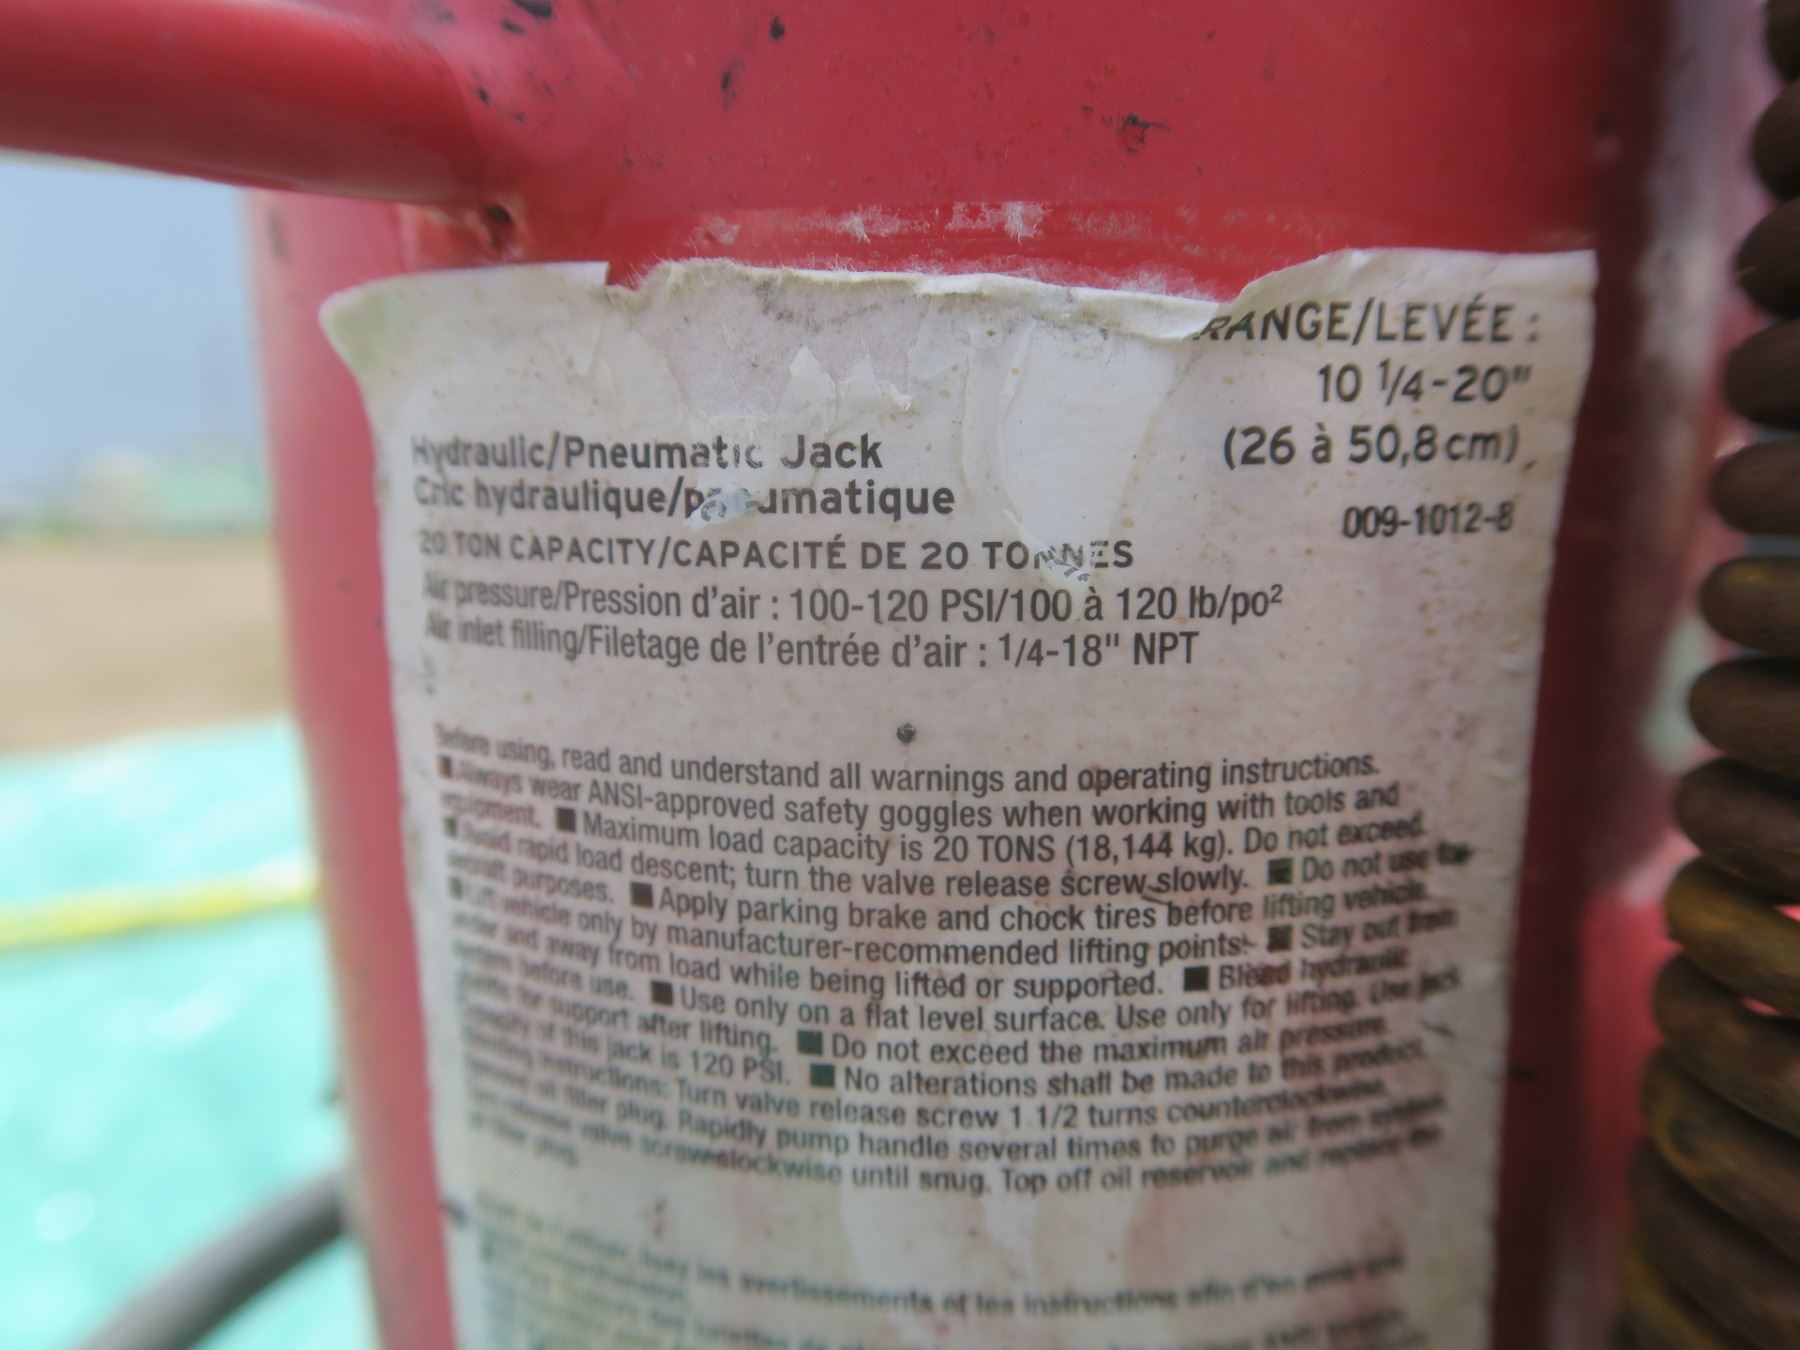 RANGE/LEVÉE :
10 1/4-20"
(26 à 50,8 cm)
009-1012-8
Hydraulic/Pneumatic Jack
Cric hydraulique/pneumatique
20 TON CAPACITY/CAPACITÉ DE 20 TONNES
Air pressure/Pression d'air : 100-120 PSI/100 à 120 lb/po²
Air inlet filling/Filetage de l'entrée d'air : 1/4-18" NPT
Before using, read and understand all warnings and operating instructions.
■ Always wear ANSI-approved safety goggles when working with tools and
equipment. ■ Maximum load capacity is 20 TONS (18,144 kg). Do not exceed.
■ Avoid rapid load descent; turn the valve release screw slowly. ■ Do not use for
aircraft purposes. ■ Apply parking brake and chock tires before lifting vehicle.
■ Lift vehicle only by manufacturer-recommended lifting points. ■ Stay out from
under and away from load while being lifted or supported. ■ Bleed hydraulic
system before use. ■ Use only on a flat level surface. Use only for lifting. Use jack
for support after lifting. ■ Do not exceed the maximum air pressure
capacity of this jack is 120 PSI. ■ No alterations shall be made to this product.
Bleeding instructions: Turn valve release screw 1 1/2 turns counterclockwise.
Remove oil filler plug. Rapidly pump handle several times to purge air from system.
Turn release valve screw clockwise until snug. Top off oil reservoir and replace the
oil filler plug.
les avertissements et les instructions afin d'en